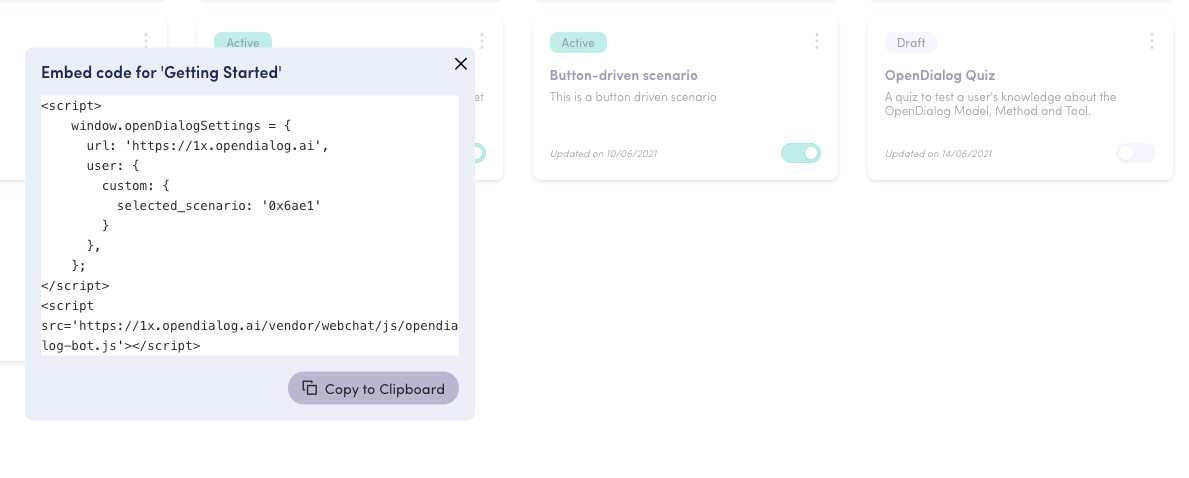 Active
Active
Draft
Embed code for 'Getting Started'
Button-driven scenario
OpenDialog Quiz
This is a button driven scenario
A quiz to test a user's knowledge about the
OpenDialog Model, Method and Tool.
Updated on 10/06/2021
Updated on 14/06/2021
<script>
    window.openDialogSettings = {
      url: 'https://1x.opendialog.ai',
      user: {
        custom: {
          selected_scenario: '0x6ae1'
        }
      },
    };
</script>
<script
src='https://1x.opendialog.ai/vendor/webchat/js/opendia
log-bot.js'></script>
Copy to Clipboard